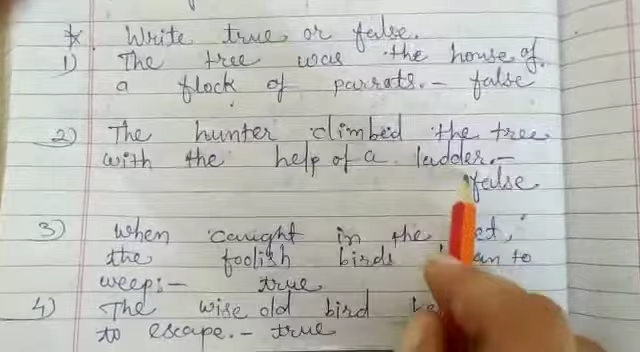 * Write true or false.
1) The tree was the house of
a flock of parrots. - false
2) The hunter climbed the tree
with the help of a ladder. -
false
3) when caught in the
the foolish birds to
weep: - true
4) The wise old bird
to escape. - true